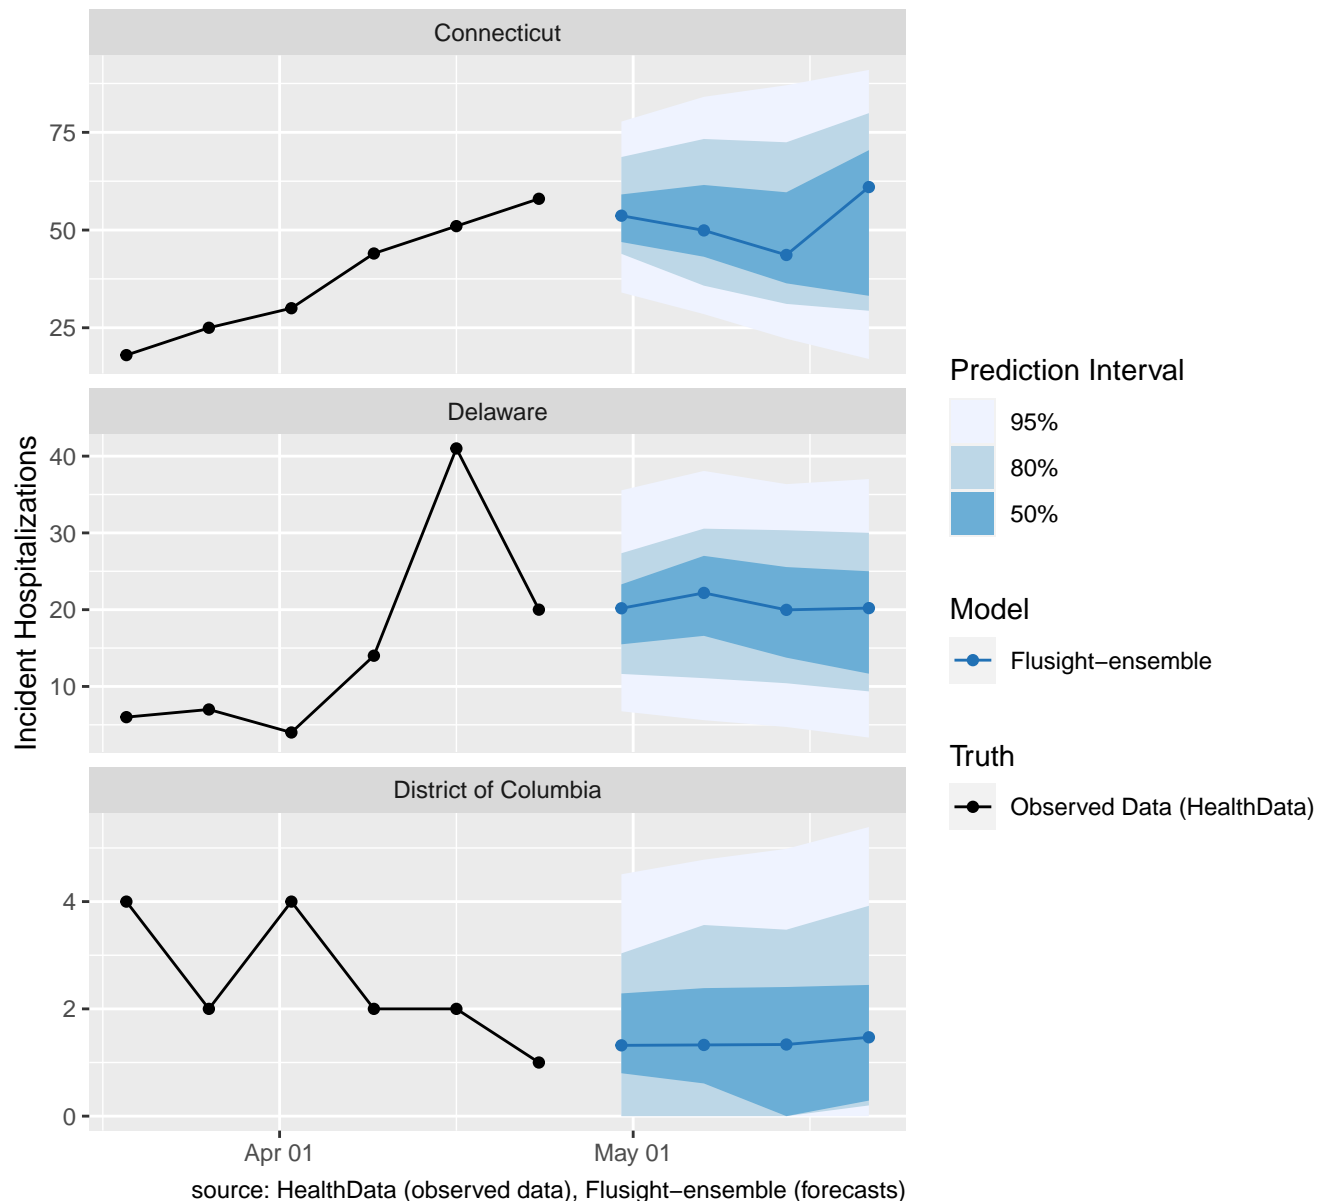 Connecticut
75
50
25
Delaware
40
30
20
10
District of Columbia
4
2
0
Incident Hospitalizations
Apr 01
May 01
source: HealthData (observed data), Flusight−ensemble (forecasts)
Prediction Interval
95%
80%
50%
Model
Flusight−ensemble
Truth
Observed Data (HealthData)